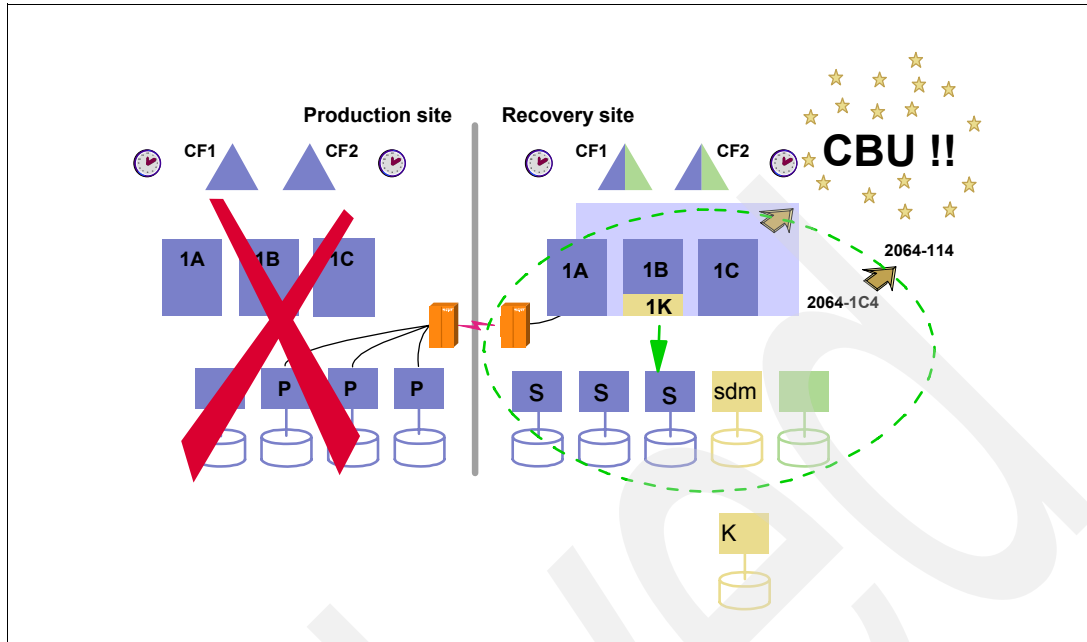 Production site
Recovery site
CBU !!
CF1
CF2
CF1
CF2
1A
1B
1C
1A
1B
1C
1K
2064-114
2064-1C4
P
P
P
S
S
S
sdm
K